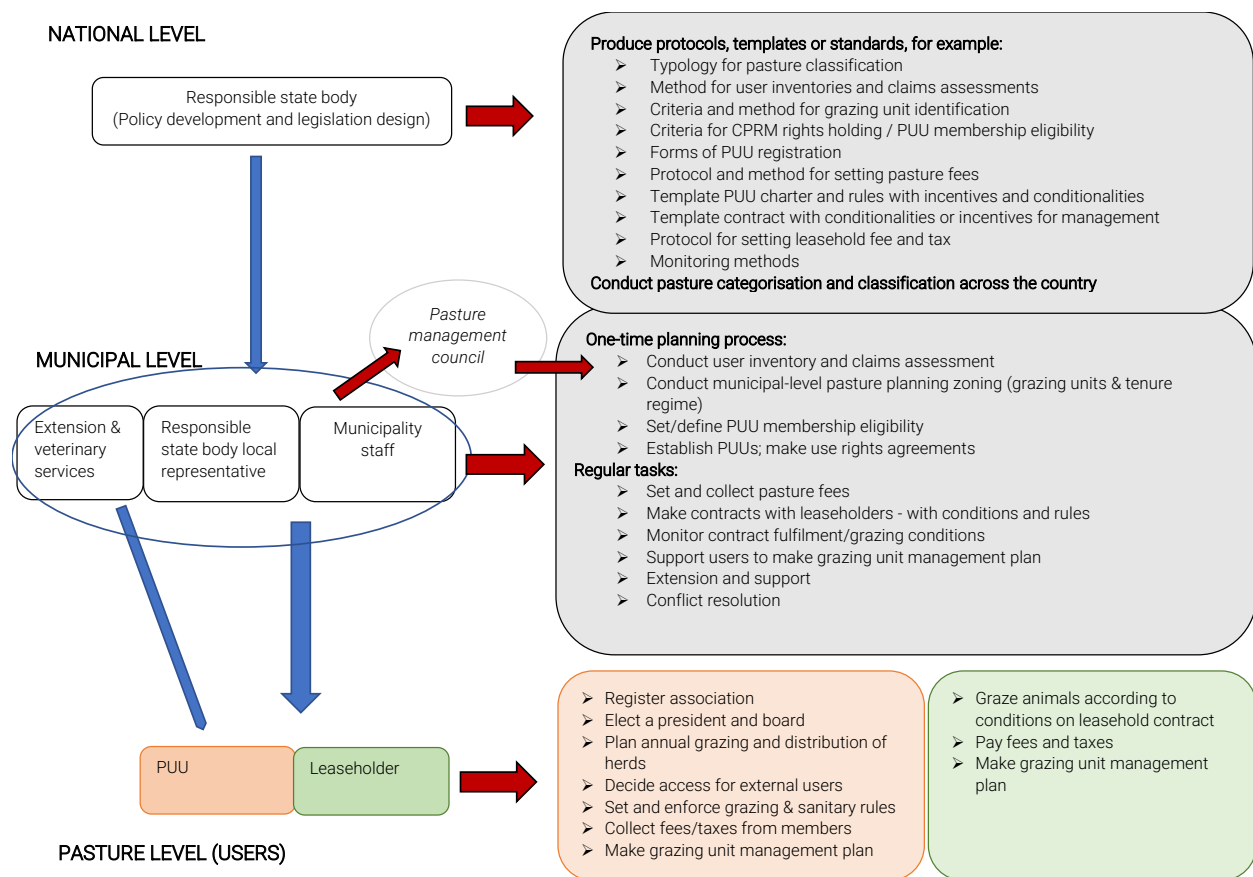 NATIONAL LEVEL
Responsible state body
(Policy development and legislation design)
Produce protocols, templates or standards, for example:
➢ Typology for pasture classification
➢ Method for user inventories and claims assessments
➢ Criteria and method for grazing unit identification
➢ Criteria for CPRM rights holding / PUU membership eligibility
➢ Forms of PUU registration
➢ Protocol and method for setting pasture fees
➢ Template PUU charter and rules with incentives and conditionalities
➢ Template contract with conditionalities or incentives for management
➢ Protocol for setting leasehold fee and tax
➢ Monitoring methods
Conduct pasture categorisation and classification across the country
Pasture
management
council
MUNICIPAL LEVEL
Extension &
veterinary
services
Responsible
state body local
representative
Municipality
staff
One-time planning process:
➢ Conduct user inventory and claims assessment
➢ Conduct municipal-level pasture planning zoning (grazing units & tenure
regime)
➢ Set/define PUU membership eligibility
➢ Establish PUUs; make use rights agreements
Regular tasks:
➢ Set and collect pasture fees
➢ Make contracts with leaseholders - with conditions and rules
➢ Monitor contract fulfilment/grazing conditions
➢ Support users to make grazing unit management plan
➢ Extension and support
➢ Conflict resolution
PUU
Leaseholder
PASTURE LEVEL (USERS)
➢ Register association
➢ Elect a president and board
➢ Plan annual grazing and distribution of
herds
➢ Decide access for external users
➢ Set and enforce grazing & sanitary rules
➢ Collect fees/taxes from members
➢ Make grazing unit management plan
➢ Graze animals according to
conditions on leasehold contract
➢ Pay fees and taxes
➢ Make grazing unit management
plan